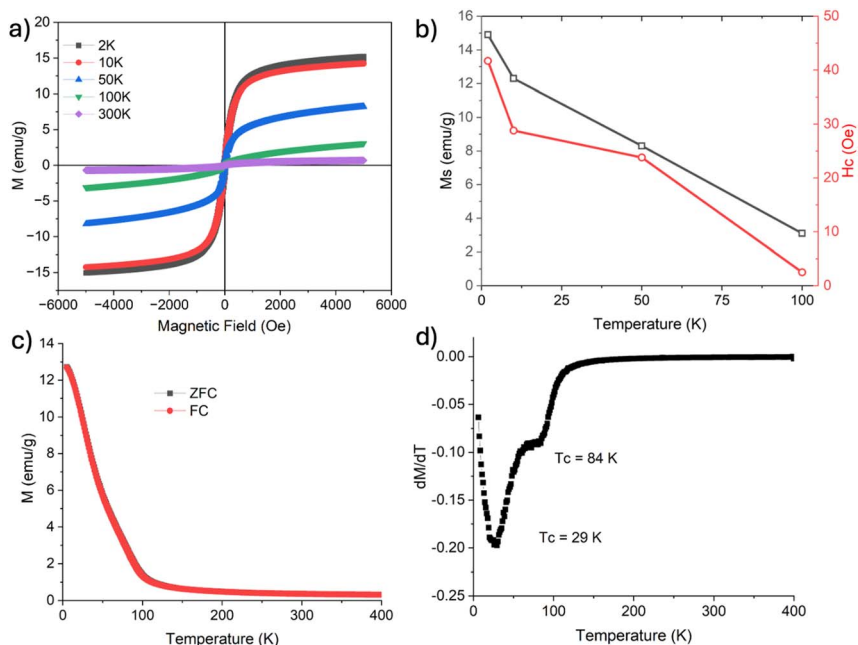 a)
20
15
10
5
0
−5
−10
−15
M (emu/g)
2K
10K
50K
100K
300K
−6000 −4000 −2000 0 2000 4000 6000
Magnetic Field (Oe)
b)
16
14
12
10
8
6
4
2
0
Ms (emu/g)
50
40
30
20
10
0
Hc (Oe)
0 25 50 75 100
Temperature (K)
c)
14
12
10
8
6
4
2
0
M (emu/g)
ZFC
FC
0 100 200 300 400
Temperature (K)
d)
0.00
-0.05
-0.10
-0.15
-0.20
-0.25
dM/dT
Tc = 84 K
Tc = 29 K
0 100 200 300 400
Temperature (K)